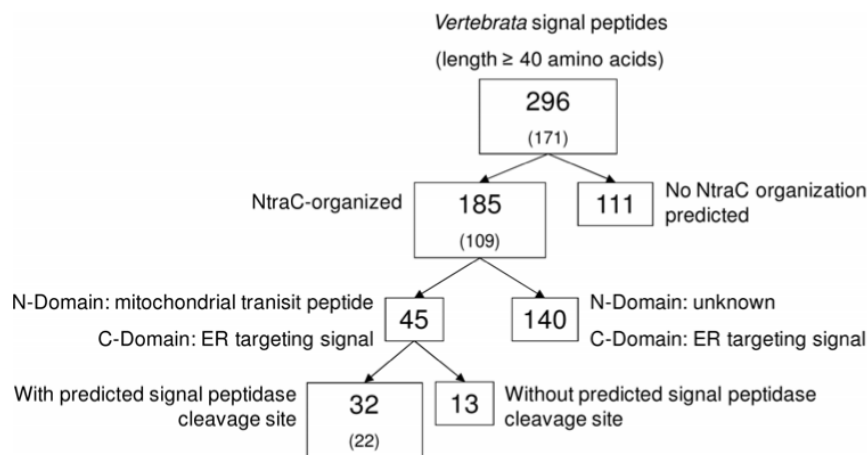 Vertebrata signal peptides
(length ≥ 40 amino acids)
296
(171)
NtraC-organized
185
(109)
111
No NtraC organization
predicted
N-Domain: mitochondrial tranisit peptide
C-Domain: ER targeting signal
45
140
N-Domain: unknown
C-Domain: ER targeting signal
With predicted signal peptidase
cleavage site
32
(22)
13
Without predicted signal peptidase
cleavage site